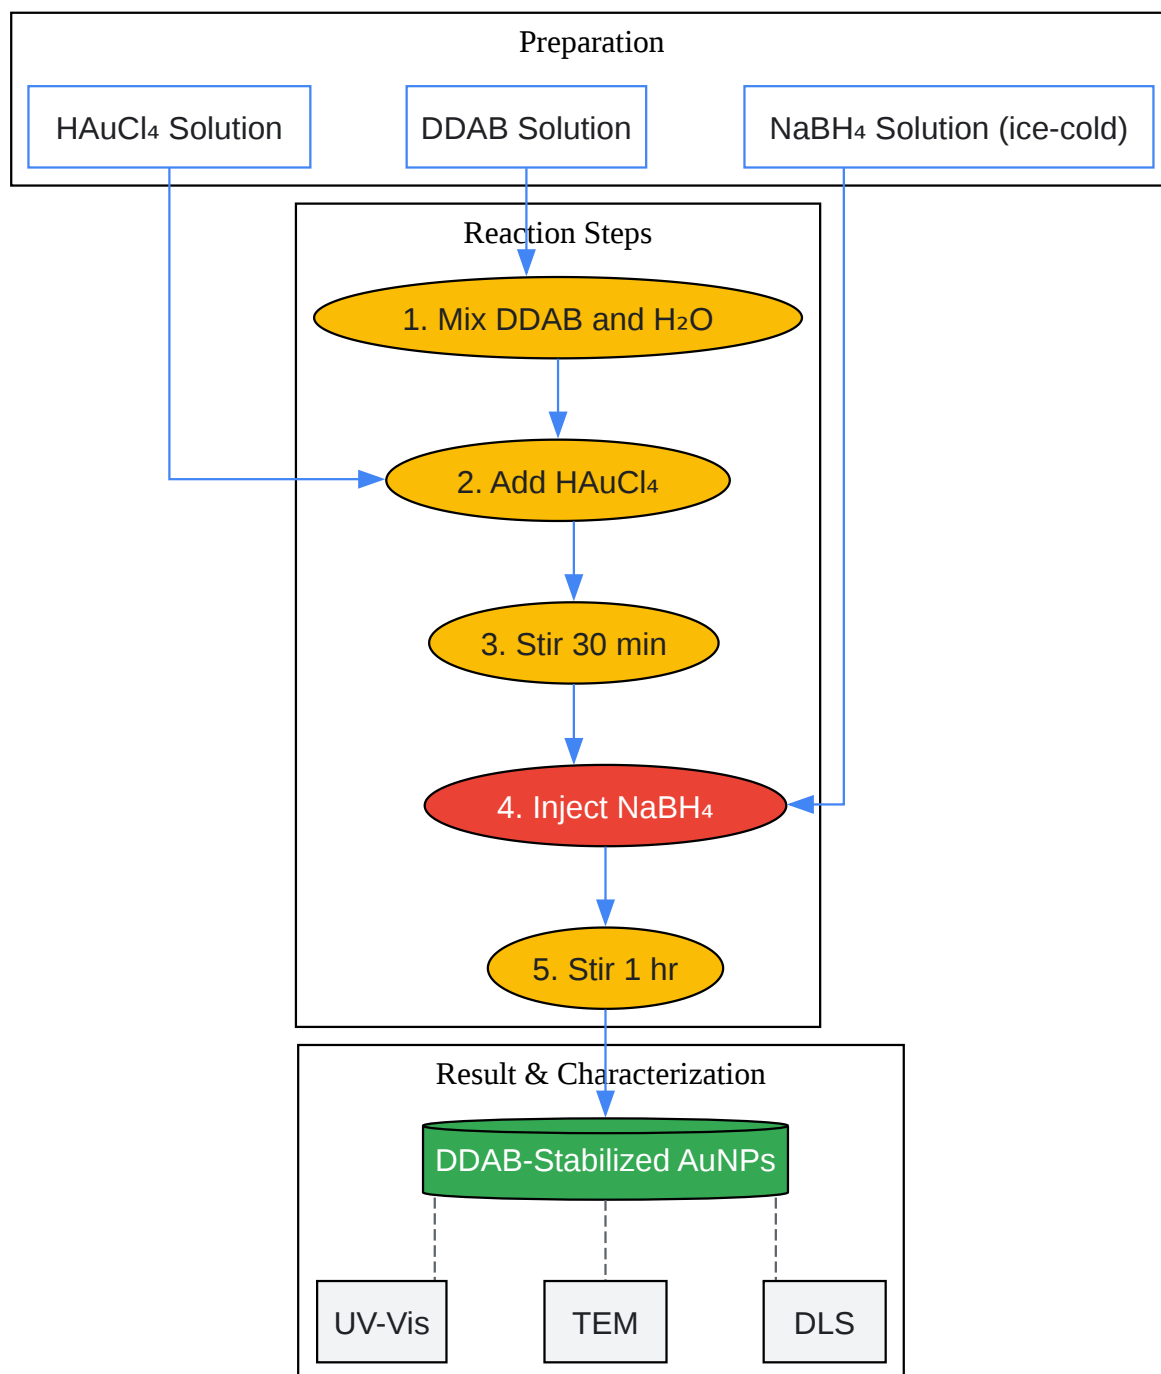 Preparation
HAuCl₄ Solution
DDAB Solution
NaBH₄ Solution (ice-cold)
Reaction Steps
1. Mix DDAB and H₂O
2. Add HAuCl₄
3. Stir 30 min
4. Inject NaBH₄
5. Stir 1 hr
Result & Characterization
DDAB-Stabilized AuNPs
UV-Vis
TEM
DLS